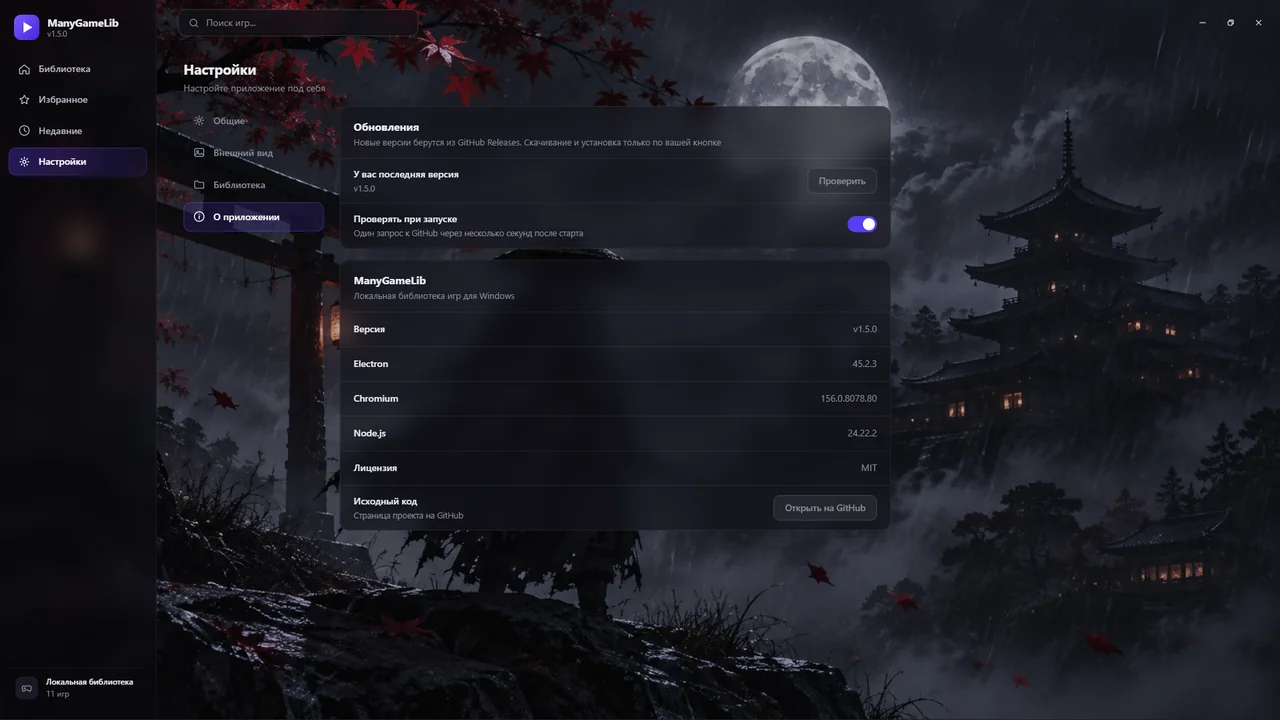 ManyGameLib
v1.5.0
Библиотека
Избранное
Недавние
Настройки
Локальная библиотека
11 игр
Поиск игр...
Настройки
Настройте приложение под себя
Общие
Внешний вид
Библиотека
О приложении
Обновления
Новые версии берутся из GitHub Releases. Скачивание и установка только по вашей кнопке
У вас последняя версия
v1.5.0
Проверить
Проверять при запуске
Один запрос к GitHub через несколько секунд после старта
ManyGameLib
Локальная библиотека игр для Windows
Версия v1.5.0
Electron 45.2.3
Chromium 156.0.8078.80
Node.js 24.22.2
Лицензия MIT
Исходный код
Страница проекта на GitHub
Открыть на GitHub